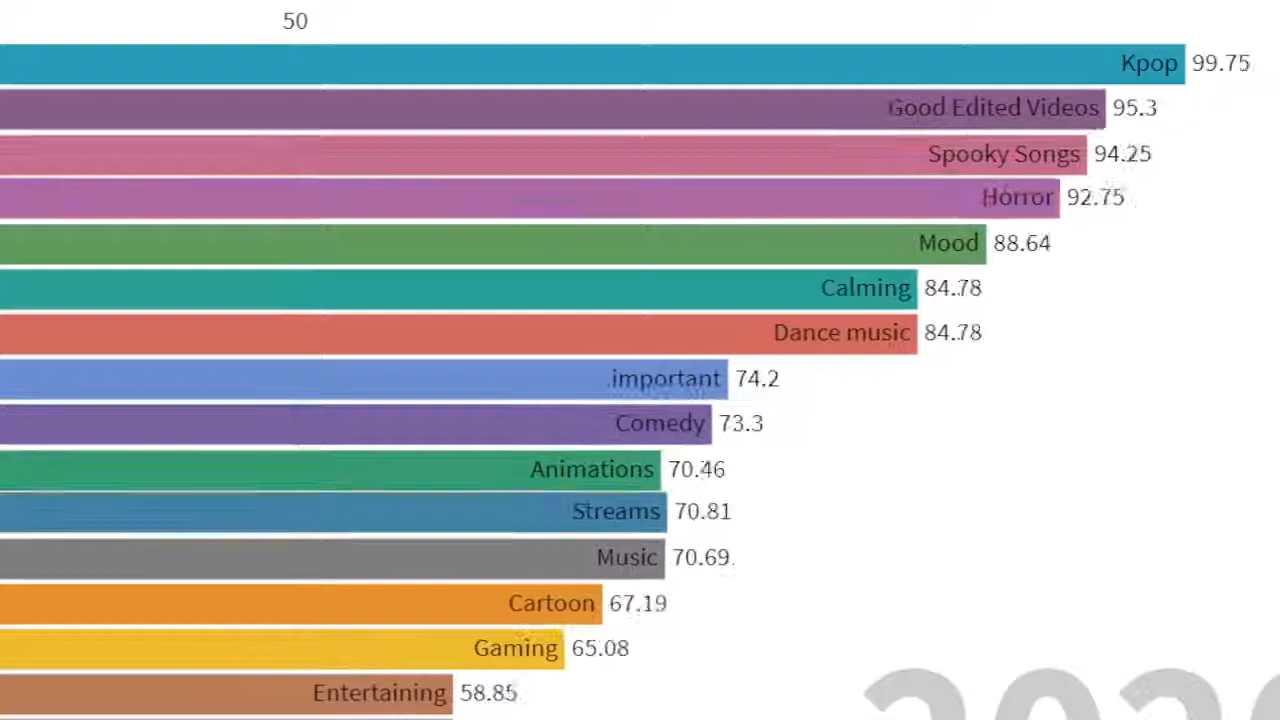 50
Kpop 99.75
Good Edited Videos 95.3
Spooky Songs 94.25
Horror 92.75
Mood 88.64
Calming 84.78
Dance music 84.78
important 74.2
Comedy 73.3
Animations 70.46
Streams 70.81
Music 70.69
Cartoon 67.19
Gaming 65.08
Entertaining 58.85